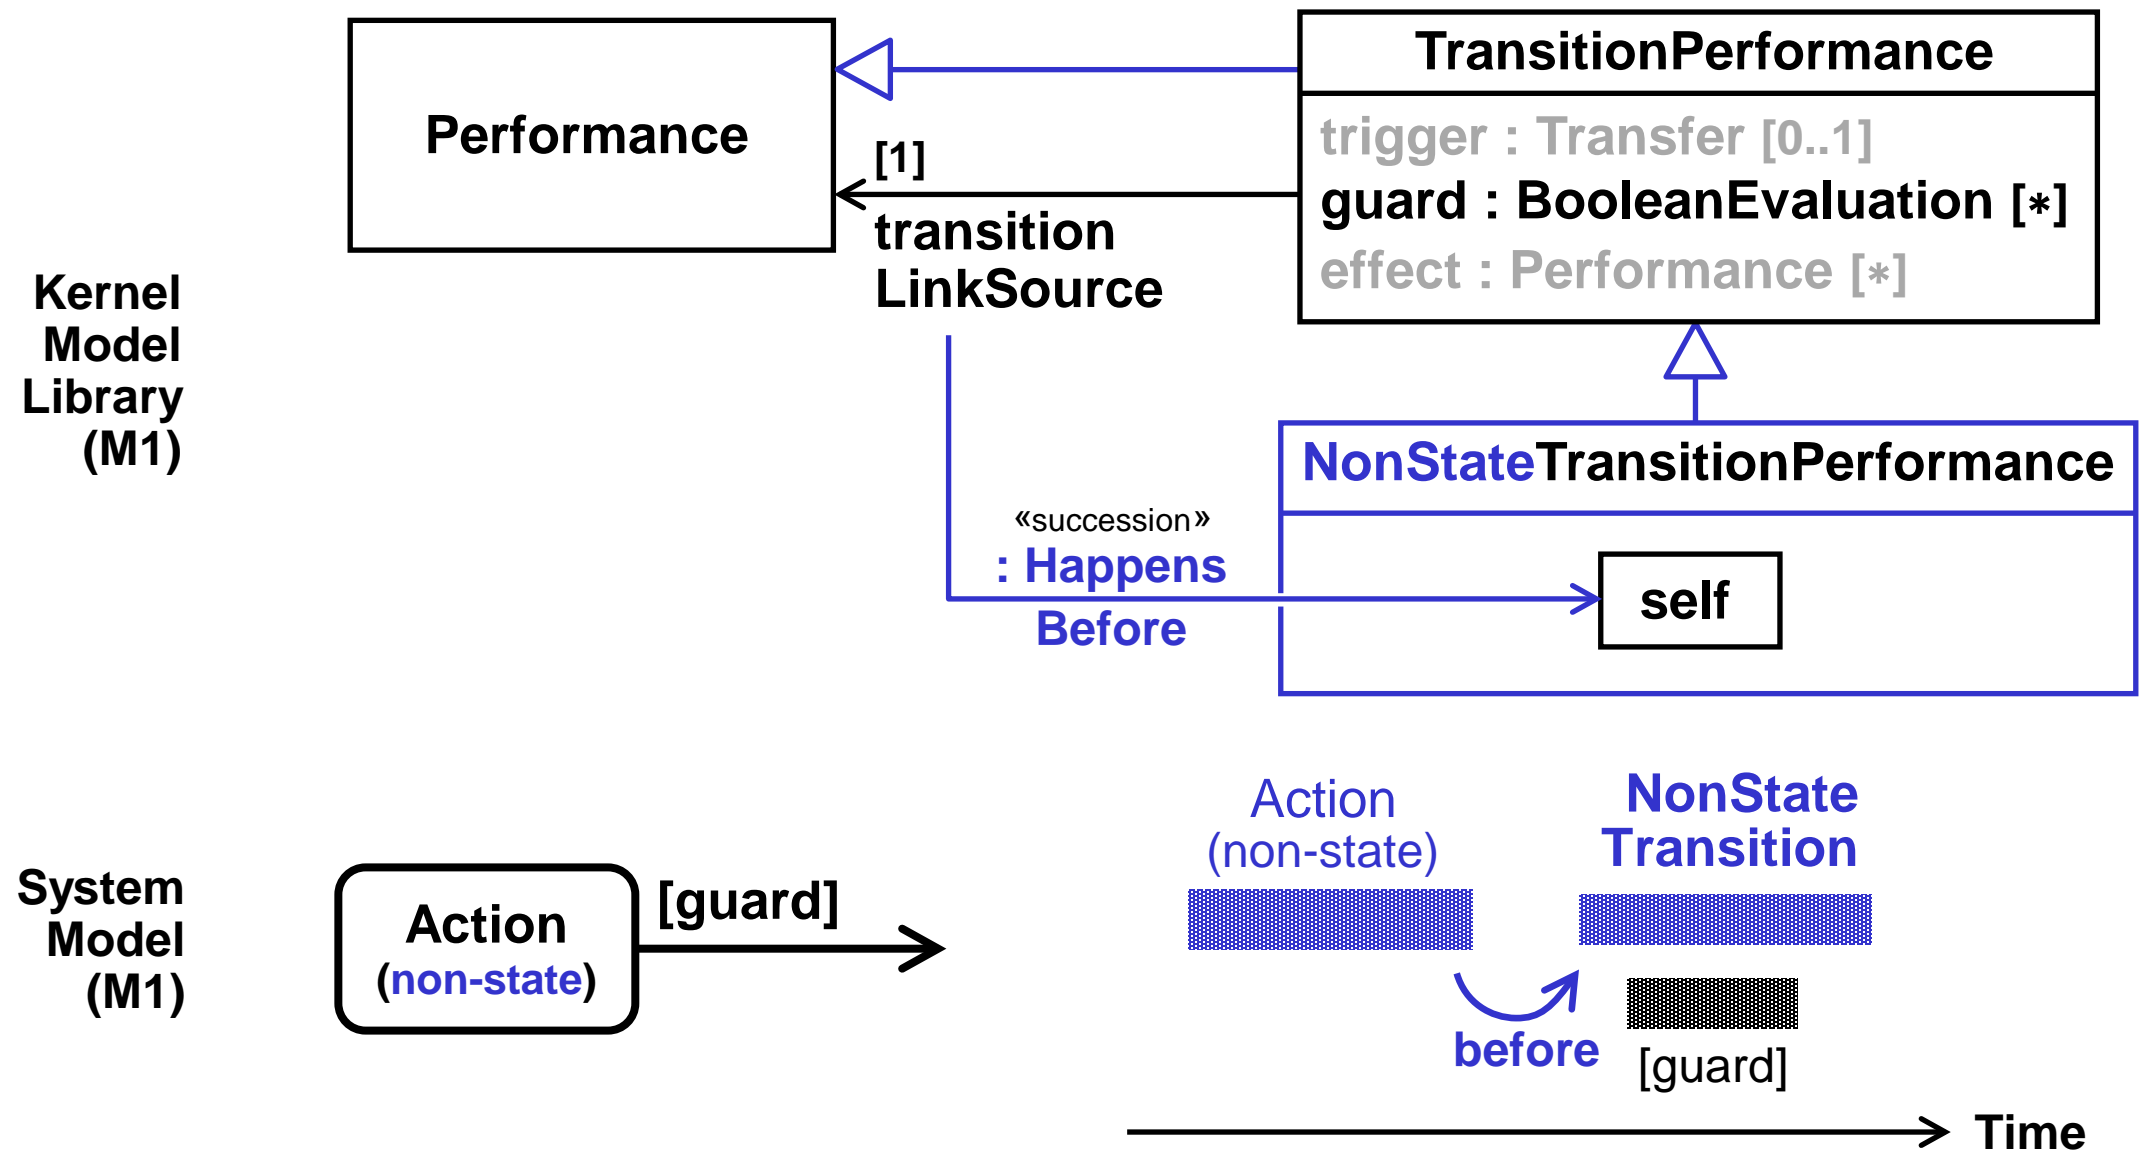 TransitionPerformance
Performance
trigger : Transfer [0..1]
[1]
guard : BooleanEvaluation [*]
transition
LinkSource
effect : Performance [*]
Kernel
Model
Library
(M1)
NonStateTransitionPerformance
«succession»
: Happens
Before
self
System
Model
(M1)
Action
(non-state)
[guard]
Action
(non-state)
NonState
Transition
before
[guard]
Time